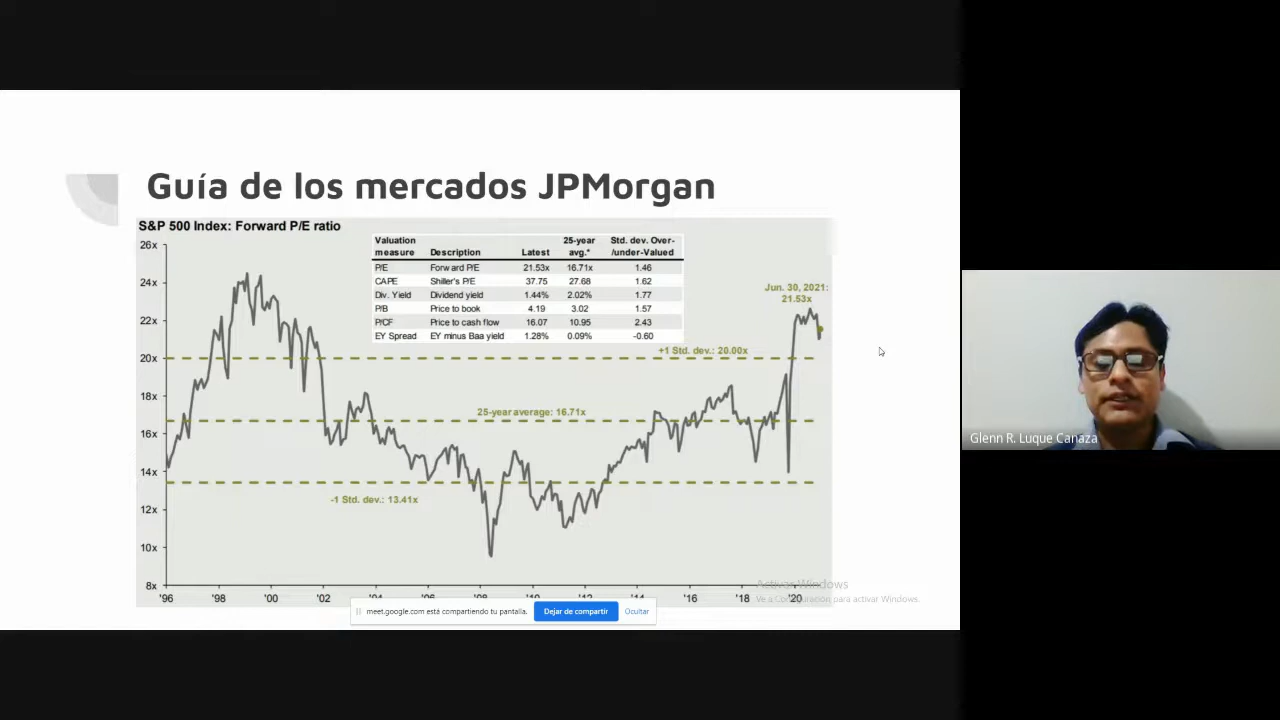 Guía de los mercados JPMorgan
S&P 500 Index: Forward P/E ratio
26x
24x
22x
20x
18x
16x
14x
12x
10x
8x
Valuation measure Description Latest 25-year avg.* Std. dev. Over-/under-Valued
P/E Forward P/E 21.53x 16.71x 1.46
CAPE Shiller's P/E 37.75 27.68 1.62
Div. Yield Dividend yield 1.44% 2.02% 1.77
P/B Price to book 4.19 3.02 1.57
P/CF Price to cash flow 16.07 10.95 2.43
EY Spread EY minus Baa yield 1.28% 0.09% -0.60
Jun. 30, 2021:
21.53x
+1 Std. dev.: 20.00x
25-year average: 16.71x
-1 Std. dev.: 13.41x
'96 '98 '00 '02 '04 '06 '08 '10 '12 '14 '16 '18 '20
Activar Windows
Ve a Configuración para activar Windows.
meet.google.com está compartiendo tu pantalla. Dejar de compartir Ocultar
Glenn R. Luque Canaza